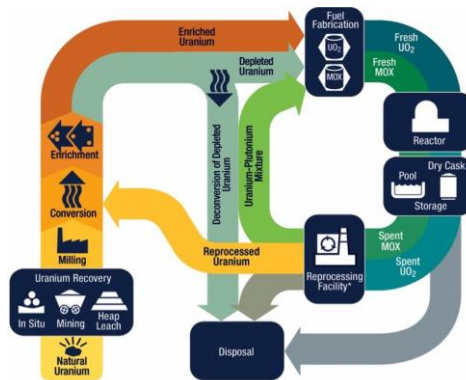 Enriched
Uranium
Depleted
Uranium
Fuel
Fabrication
UO2
MOX
Fresh
UO2
Fresh
MOX
Reactor
Enrichment
Deconversion of Depleted
Uranium
Uranium-Plutonium
Mixture
Dry Cask
Pool
Storage
Conversion
Milling
Reprocessed
Uranium
Spent
MOX
Spent
UO2
Reprocessing
Facility*
Uranium Recovery
In Situ
Mining
Heap
Leach
Natural
Uranium
Disposal